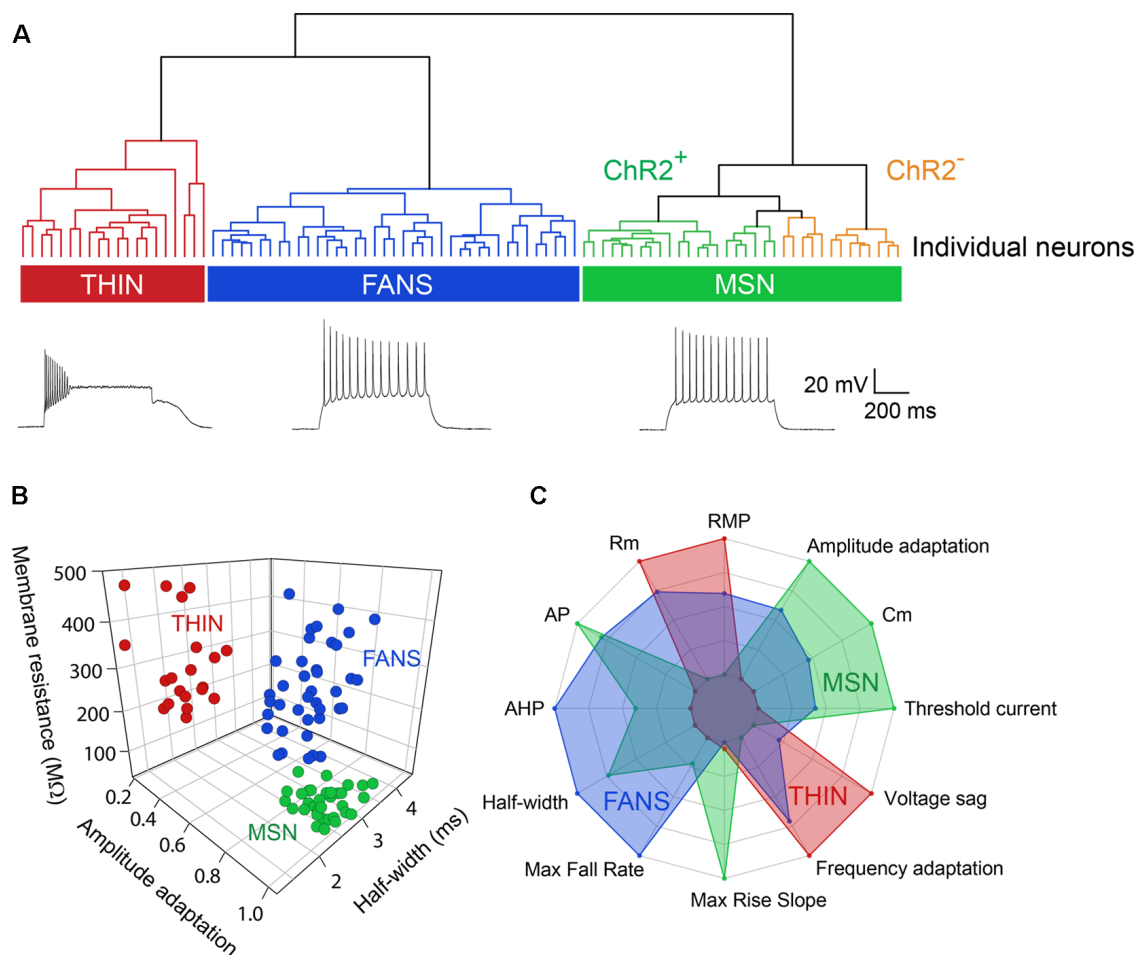 A
ChR2+
ChR2-
Individual neurons
THIN
FANS
MSN
20 mV
200 ms
B
Membrane resistance (MΩ)
500
400
300
200
100
THIN
FANS
MSN
0.2
0.4
0.6
0.8
1.0
Amplitude adaptation
2
3
4
Half-width (ms)
C
RMP
Rm
Amplitude adaptation
AP
Cm
MSN
AHP
Threshold current
Half-width
FANS
THIN
Voltage sag
Max Fall Rate
Frequency adaptation
Max Rise Slope